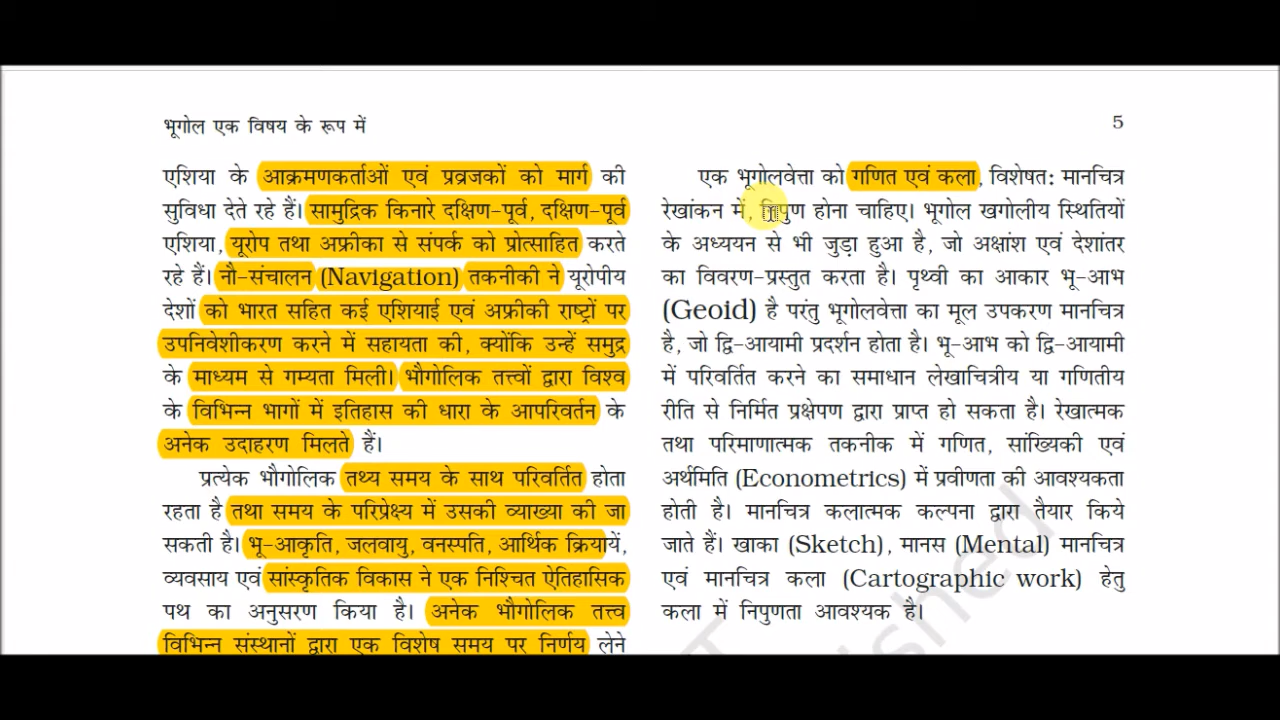 भूगोल एक विषय के रूप में
5
एशिया के आक्रमणकर्ताओं एवं प्रव्रजकों को मार्ग की
सुविधा देते रहे हैं। सामुद्रिक किनारे दक्षिण-पूर्व, दक्षिण-पूर्व
एशिया, यूरोप तथा अफ्रीका से संपर्क को प्रोत्साहित करते
रहे हैं। नौ-संचालन (Navigation) तकनीकी ने यूरोपीय
देशों को भारत सहित कई एशियाई एवं अफ्रीकी राष्ट्रों पर
उपनिवेशीकरण करने में सहायता की, क्योंकि उन्हें समुद्र
के माध्यम से गम्यता मिली। भौगोलिक तत्त्वों द्वारा विश्व
के विभिन्न भागों में इतिहास की धारा के आपरिवर्तन के
अनेक उदाहरण मिलते हैं।
प्रत्येक भौगोलिक तथ्य समय के साथ परिवर्तित होता
रहता है तथा समय के परिप्रेक्ष्य में उसकी व्याख्या की जा
सकती है। भू-आकृति, जलवायु, वनस्पति, आर्थिक क्रियायें,
व्यवसाय एवं सांस्कृतिक विकास ने एक निश्चित ऐतिहासिक
पथ का अनुसरण किया है। अनेक भौगोलिक तत्त्व
विभिन्न संस्थानों द्वारा एक विशेष समय पर निर्णय लेने
एक भूगोलवेत्ता को गणित एवं कला, विशेषत: मानचित्र
रेखांकन में, निपुण होना चाहिए। भूगोल खगोलीय स्थितियों
के अध्ययन से भी जुड़ा हुआ है, जो अक्षांश एवं देशांतर
का विवरण-प्रस्तुत करता है। पृथ्वी का आकार भू-आभ
(Geoid) है परंतु भूगोलवेत्ता का मूल उपकरण मानचित्र
है, जो द्वि-आयामी प्रदर्शन होता है। भू-आभ को द्वि-आयामी
में परिवर्तित करने का समाधान लेखाचित्रीय या गणितीय
रीति से निर्मित प्रक्षेपण द्वारा प्राप्त हो सकता है। रेखात्मक
तथा परिमाणात्मक तकनीक में गणित, सांख्यिकी एवं
अर्थमिति (Econometrics) में प्रवीणता की आवश्यकता
होती है। मानचित्र कलात्मक कल्पना द्वारा तैयार किये
जाते हैं। खाका (Sketch), मानस (Mental) मानचित्र
एवं मानचित्र कला (Cartographic work) हेतु
कला में निपुणता आवश्यक है।